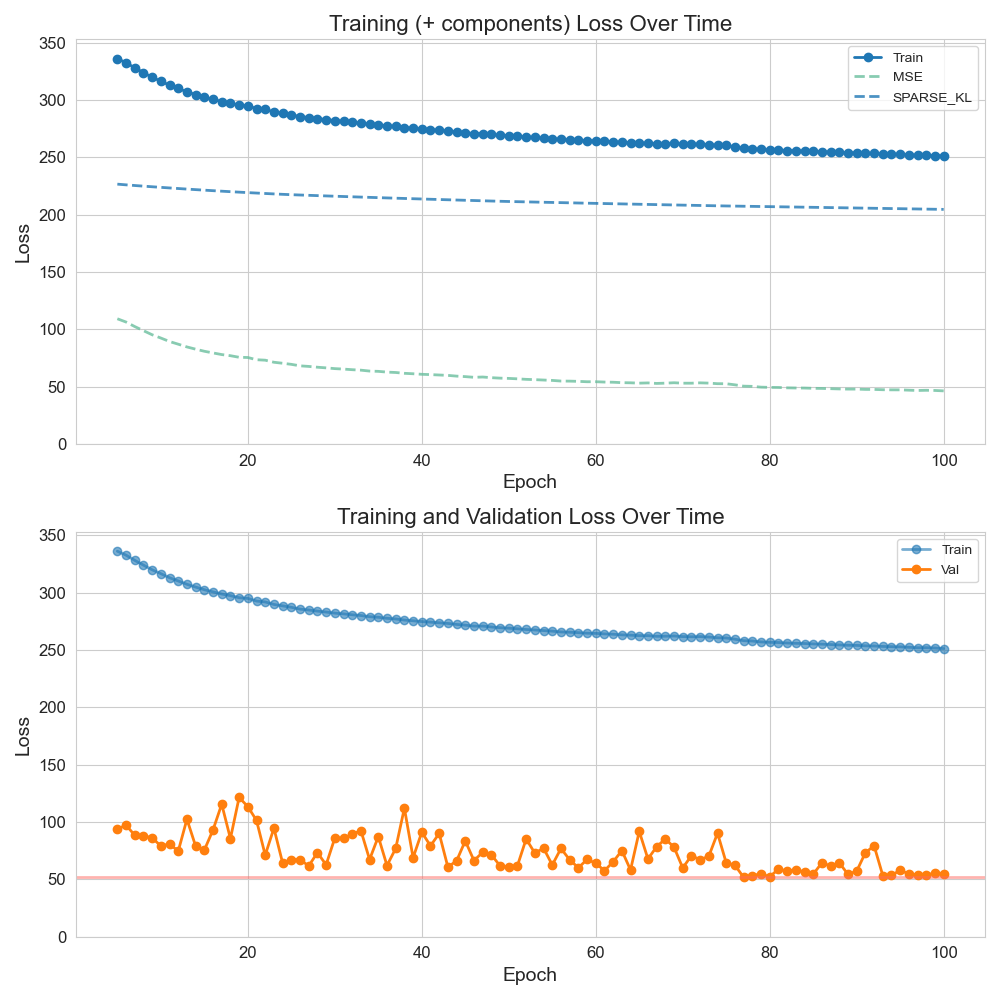 Training (+ components) Loss Over Time
350
300
250
200
150
100
50
0
Loss
Train
MSE
SPARSE_KL
20
40
60
80
100
Epoch
Training and Validation Loss Over Time
350
300
250
200
150
100
50
0
Loss
Train
Val
20
40
60
80
100
Epoch